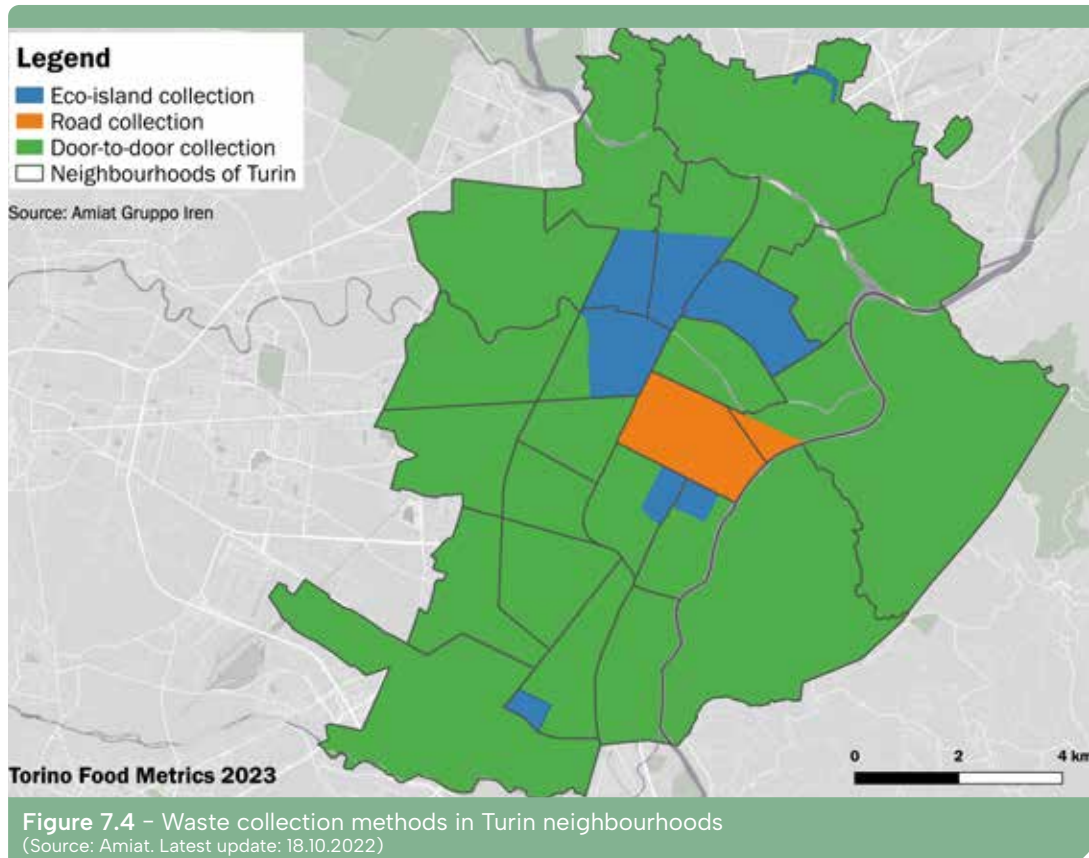 Legend
Eco-island collection
Road collection
Door-to-door collection
Neighbourhoods of Turin
Source: Amiat Gruppo Iren
Torino Food Metrics 2023
0 2 4 km
Figure 7.4 – Waste collection methods in Turin neighbourhoods
(Source: Amiat. Latest update: 18.10.2022)